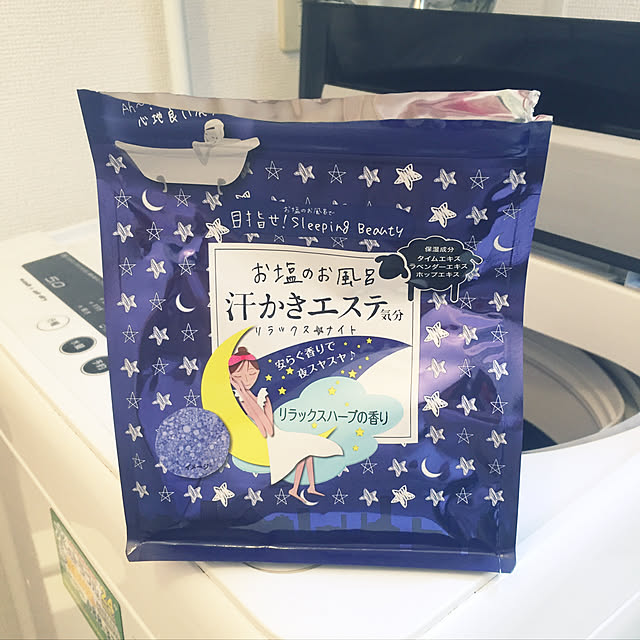 心地良い
お塩のお風呂で
目指せ！Sleeping Beauty
お塩のお風呂
汗かきエステ気分
リラックス★ナイト
保湿成分
タイムエキス
ラベンダーエキス
ホップエキス
安らぐ香りで
夜スヤスヤ♪
リラックスハーブの香り